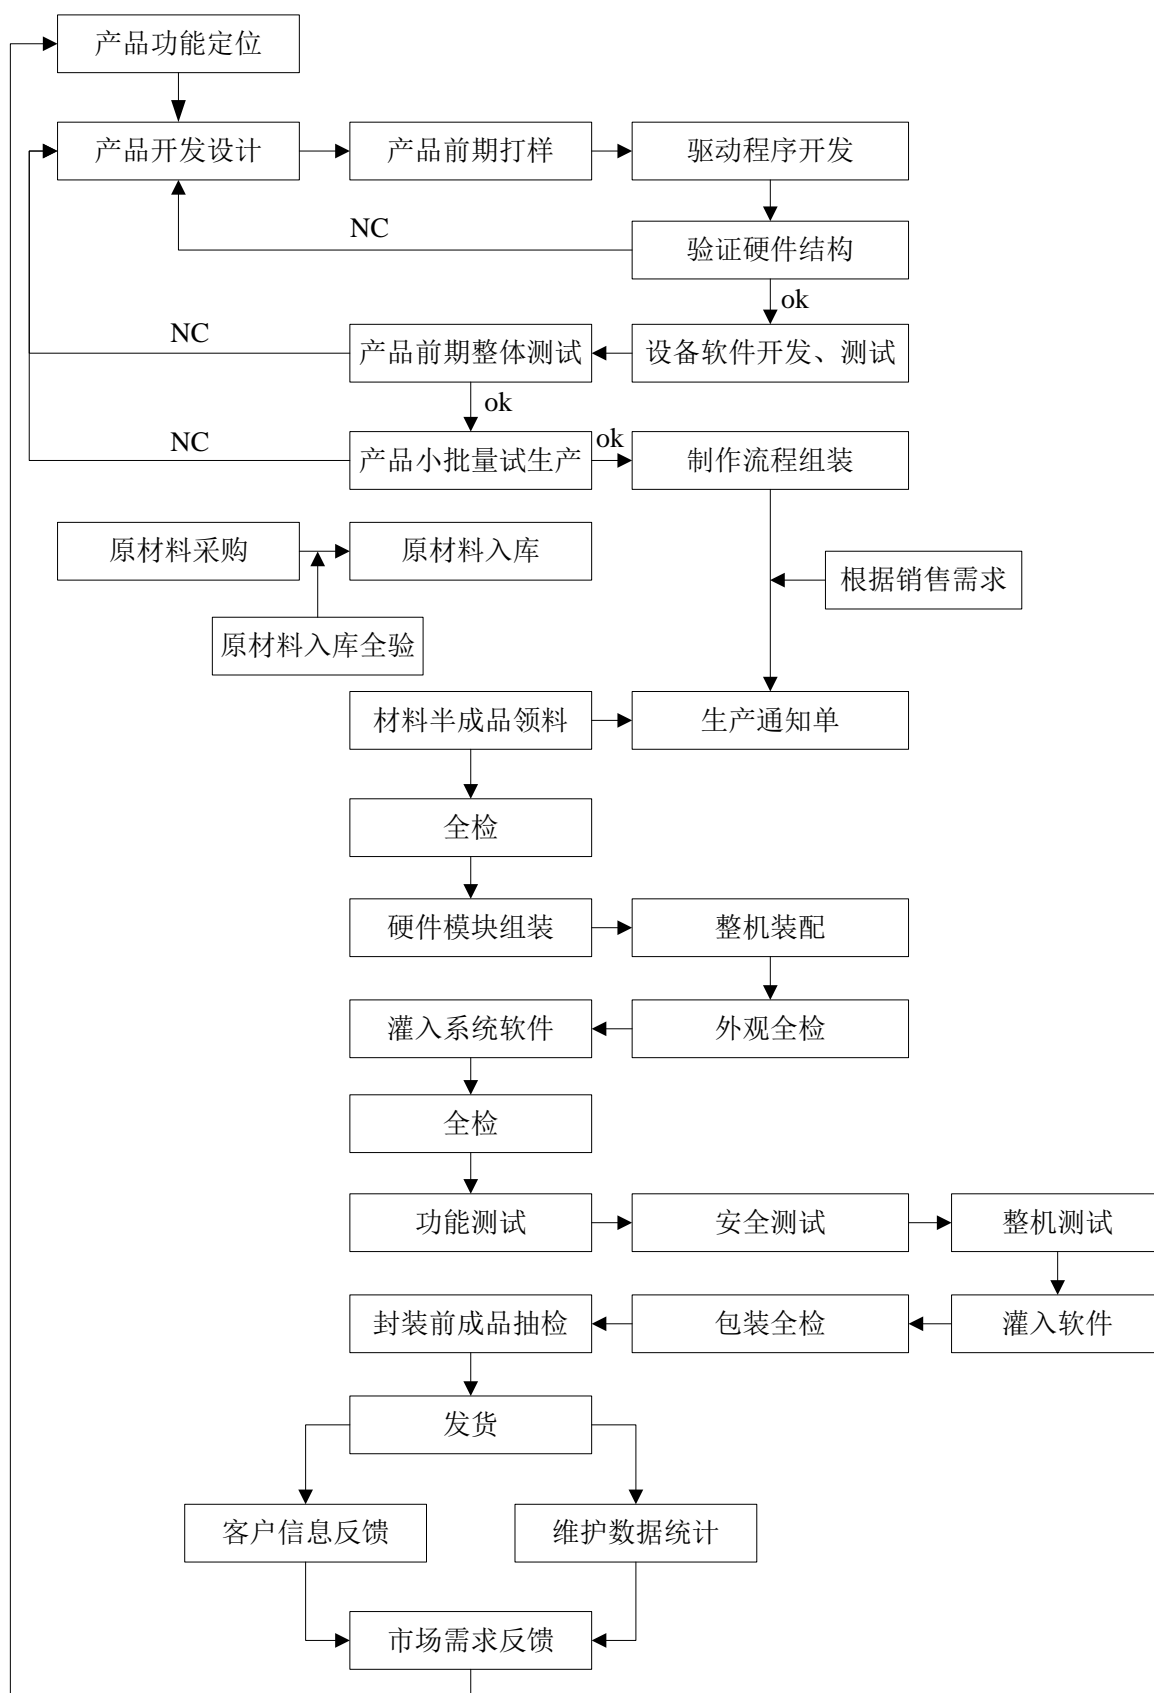 产品功能定位
产品开发设计
产品前期打样
驱动程序开发
NC
验证硬件结构
ok
NC
产品前期整体测试
设备软件开发、测试
ok
NC
产品小批量试生产
ok
制作流程组装
原材料采购
原材料入库
根据销售需求
原材料入库全验
材料半成品领料
生产通知单
全检
硬件模块组装
整机装配
灌入系统软件
外观全检
全检
功能测试
安全测试
整机测试
封装前成品抽检
包装全检
灌入软件
发货
客户信息反馈
维护数据统计
市场需求反馈